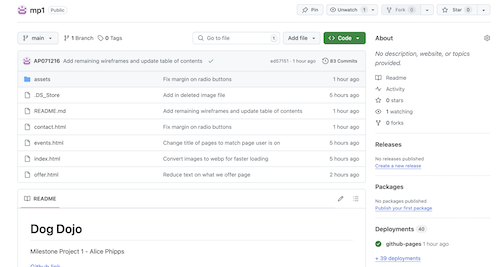 mp1 Public
Pin Unwatch 1 Fork 0 Star 0
main 1 Branch 0 Tags Go to file Add file Code
AP071216 Add remaining wireframes and update table of contents ed57151 · 1 hour ago 83 Commits
assets Fix margin on radio buttons 1 hour ago
.DS_Store Add in deleted image file 5 hours ago
README.md Add remaining wireframes and update table of contents 1 hour ago
contact.html Fix margin on radio buttons 1 hour ago
events.html Change title of pages to match page user is on 5 hours ago
index.html Convert images to webp for faster loading 5 hours ago
offer.html Reduce text on what we offer page 2 hours ago
README
Dog Dojo
Milestone Project 1 - Alice Phipps
Github link
About
No description, website, or topics
provided.
Readme
Activity
0 stars
1 watching
0 forks
Releases
No releases published
Create a new release
Packages
No packages published
Publish your first package
Deployments 40
github-pages 1 hour ago
+ 39 deployments